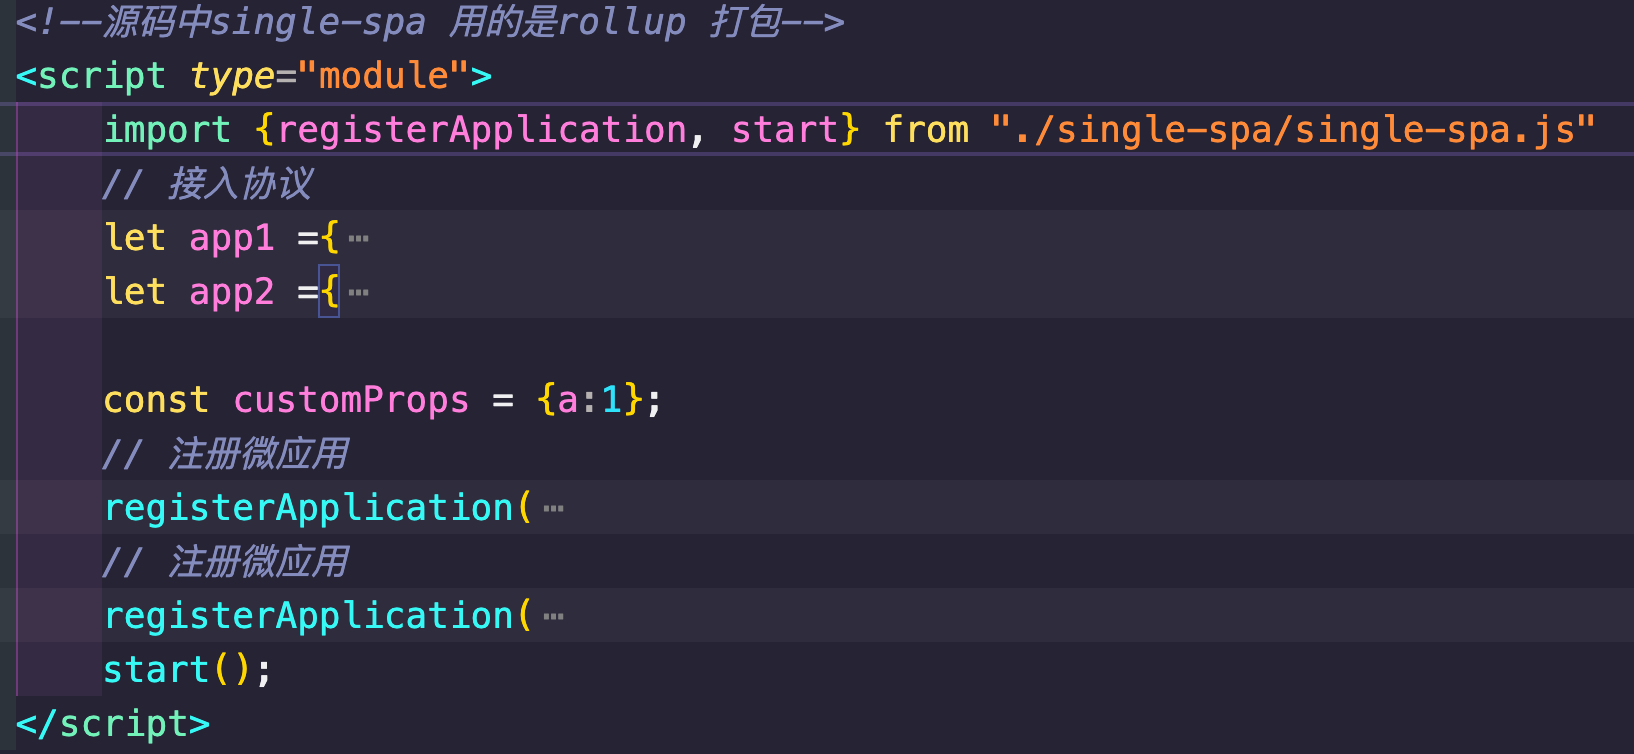 <!--源码中single-spa 用的是rollup 打包-->
<script type="module">
import {registerApplication, start} from "./single-spa/single-spa.js"
// 接入协议
let app1 ={ ⋯
let app2 ={ ⋯
const customProps = {a:1};
// 注册微应用
registerApplication( ⋯
// 注册微应用
registerApplication( ⋯
start();
</script>